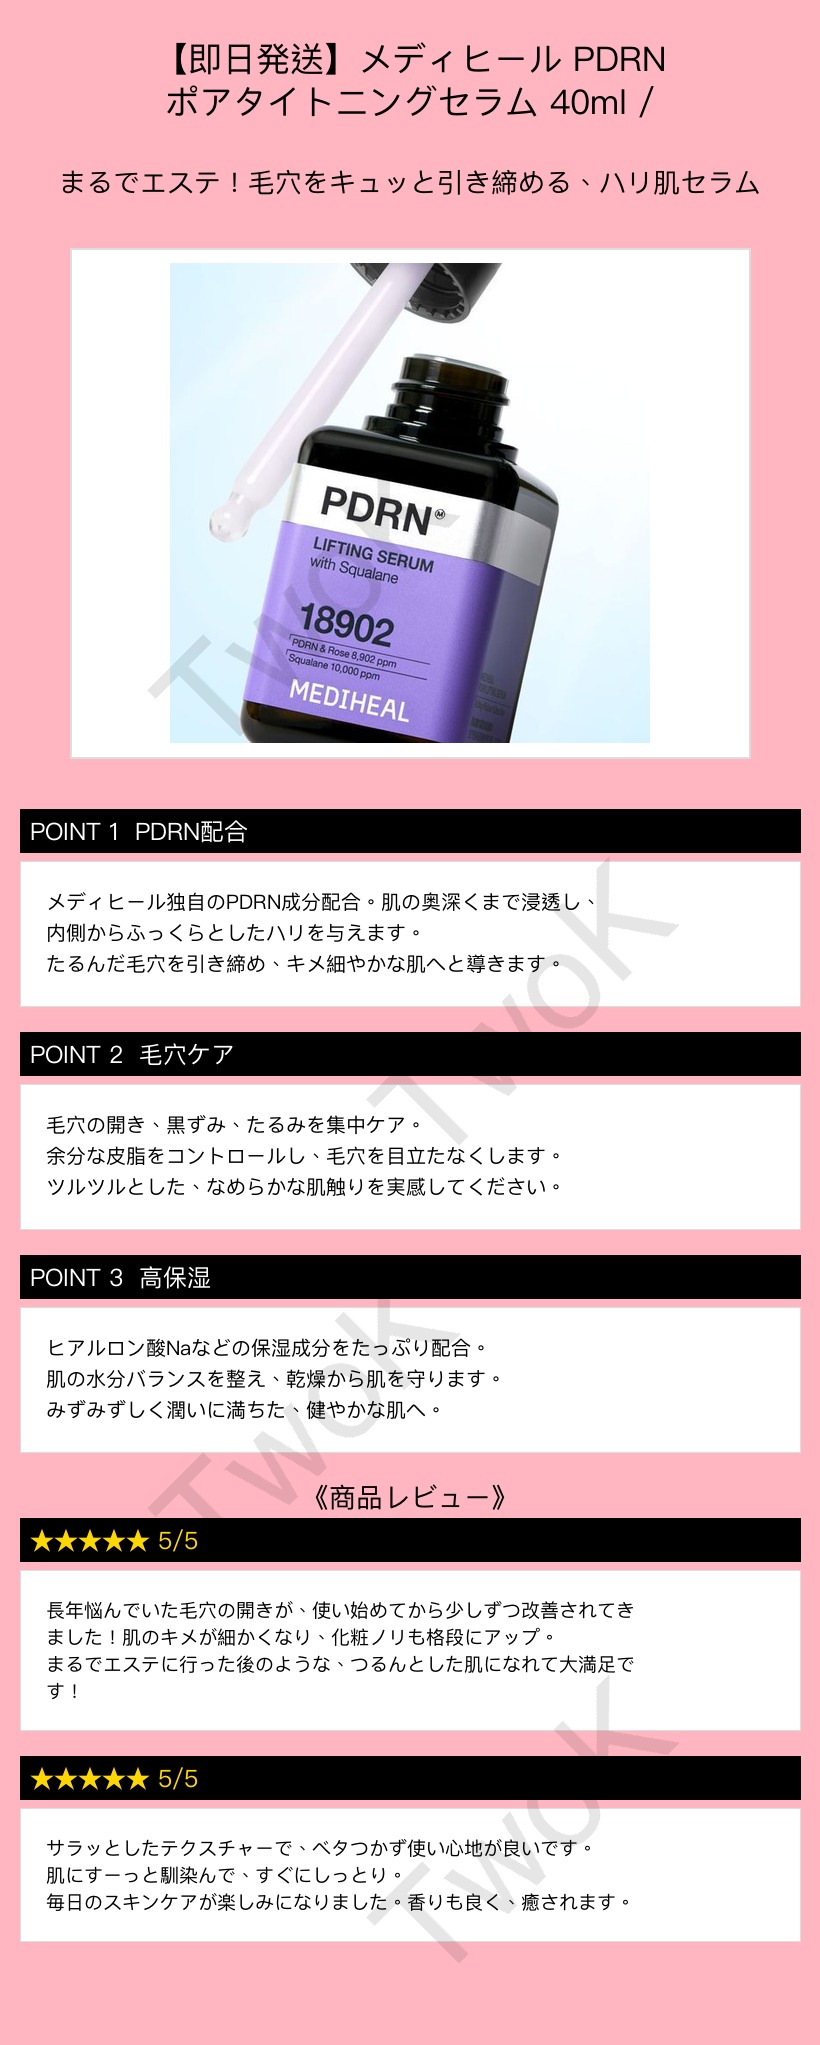 【即日発送】メディヒール PDRN
ポアタイトニングセラム 40ml /
まるでエステ！毛穴をキュッと引き締める、ハリ肌セラム
PDRN
LIFTING SERUM
with Squalane
18902
PDRN & Rose 8,902 ppm
Squalane 10,000 ppm
MEDIHEAL
TwoK
POINT 1 PDRN配合
メディヒール独自のPDRN成分配合。肌の奥深くまで浸透し、
内側からふっくらとしたハリを与えます。
たるんだ毛穴を引き締め、キメ細やかな肌へと導きます。
TwoK
POINT 2 毛穴ケア
毛穴の開き、黒ずみ、たるみを集中ケア。
余分な皮脂をコントロールし、毛穴を目立たなくします。
ツルツルとした、なめらかな肌触りを実感してください。
POINT 3 高保湿
ヒアルロン酸Naなどの保湿成分をたっぷり配合。
肌の水分バランスを整え、乾燥から肌を守ります。
みずみずしく潤いに満ちた、健やかな肌へ。
TwoK
《商品レビュー》
★★★★★ 5/5
長年悩んでいた毛穴の開きが、使い始めてから少しずつ改善されてき
ました！肌のキメが細かくなり、化粧ノリも格段にアップ。
まるでエステに行った後のような、つるんとした肌になれて大満足で
す！
★★★★★ 5/5
サラッとしたテクスチャーで、ベタつかず使い心地が良いです。
肌にすーっと馴染んで、すぐにしっとり。
毎日のスキンケアが楽しみになりました。香りも良く、癒されます。
TwoK